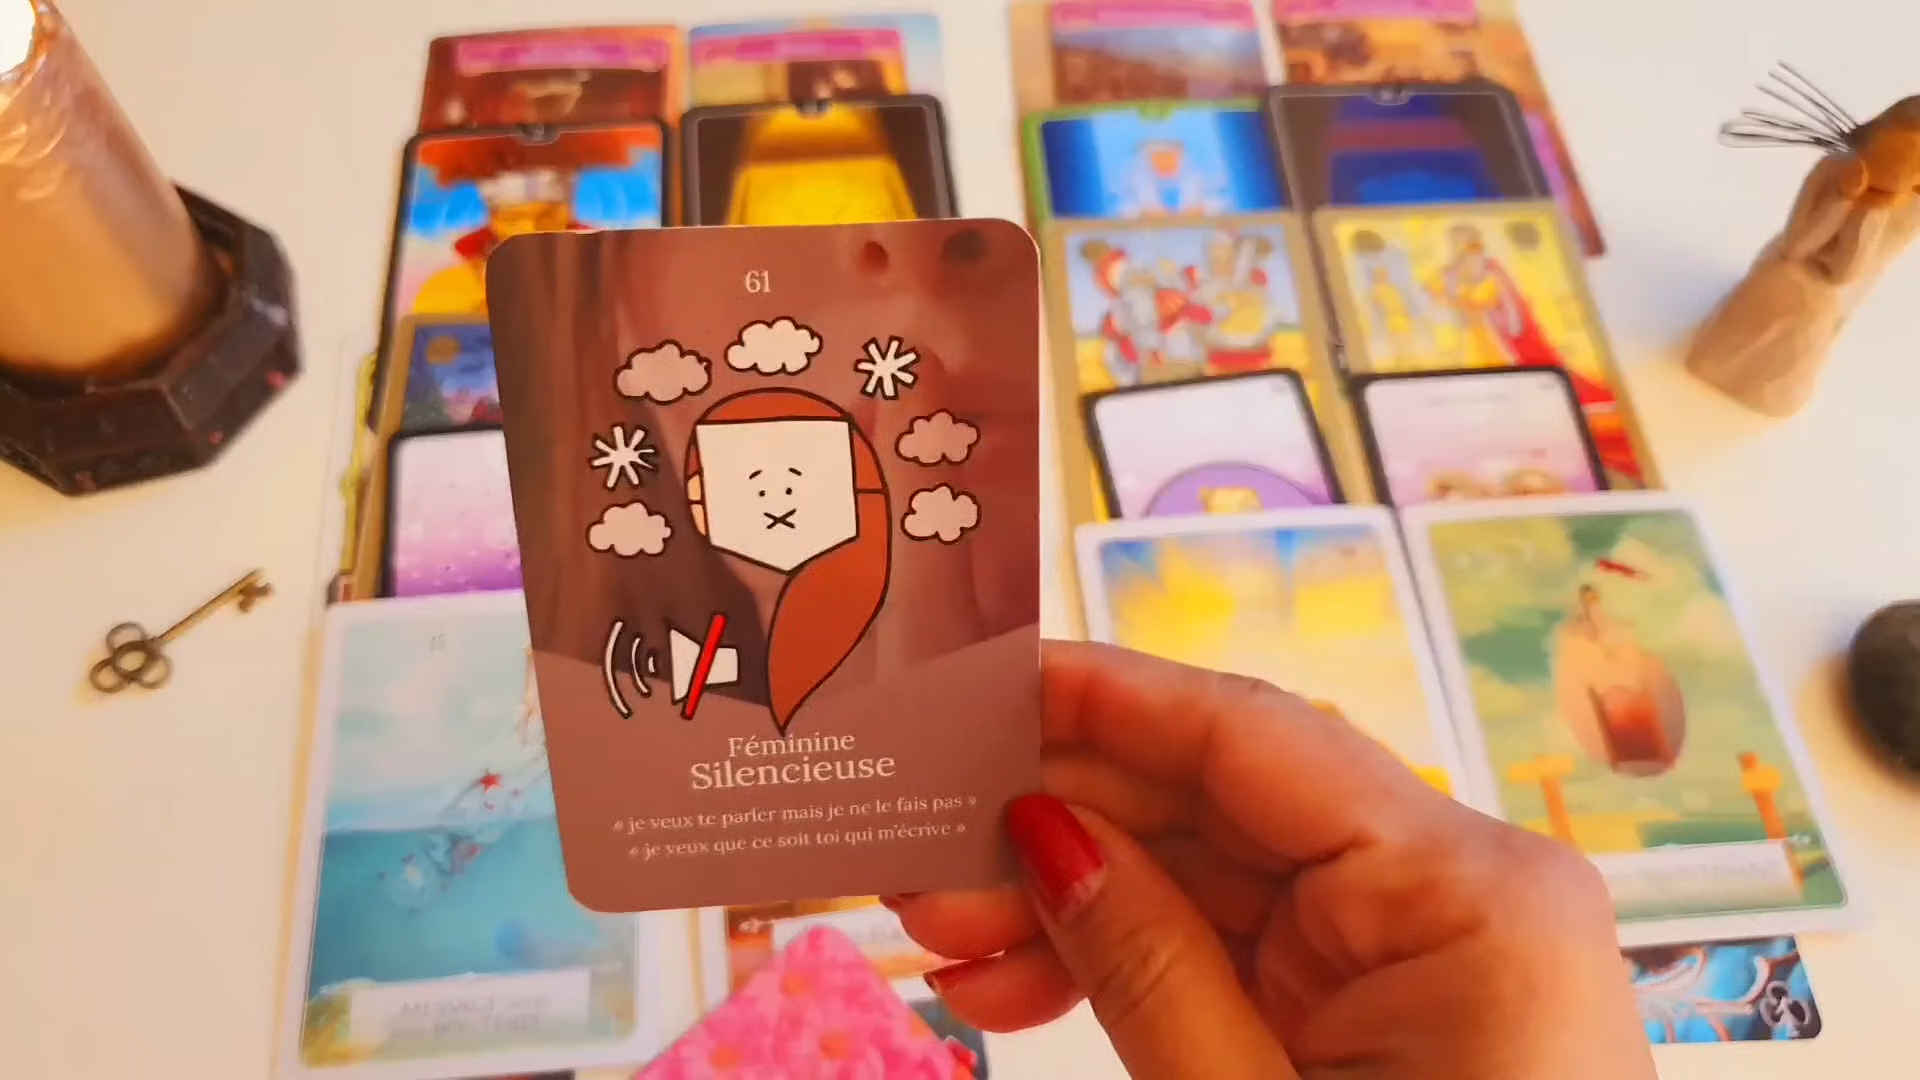 61
Féminine
Silencieuse
« je veux te parler mais je ne le fais pas »
« je veux que ce soit toi qui m'écrive »
15